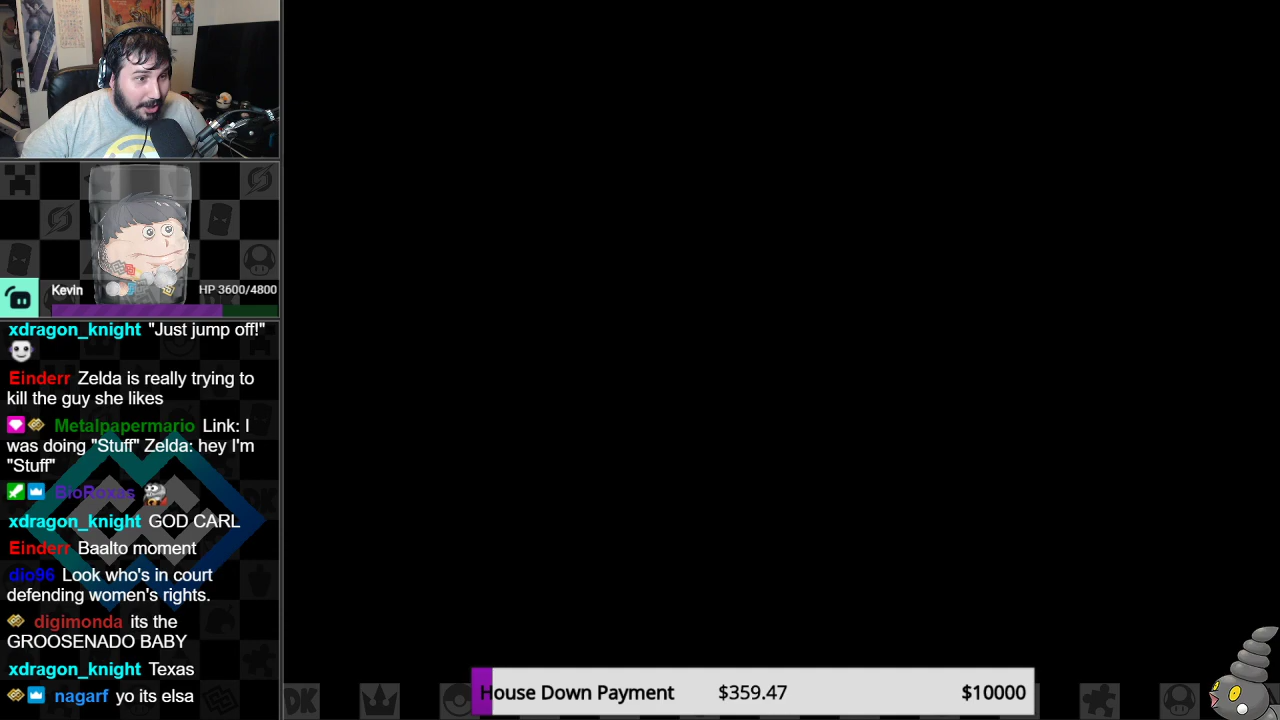 Kevin HP 3600/4800
xdragon_knight "Just jump off!"
Einderr Zelda is really trying to
kill the guy she likes
Metalpapermario Link: I
was doing "Stuff" Zelda: hey I'm
"Stuff"
BioRoxas
xdragon_knight GOD CARL
Einderr Baalto moment
dio96 Look who's in court
defending women's rights.
digimonda its the
GROOSENADO BABY
xdragon_knight Texas
nagarf yo its elsa
House Down Payment $359.47 $10000
DK